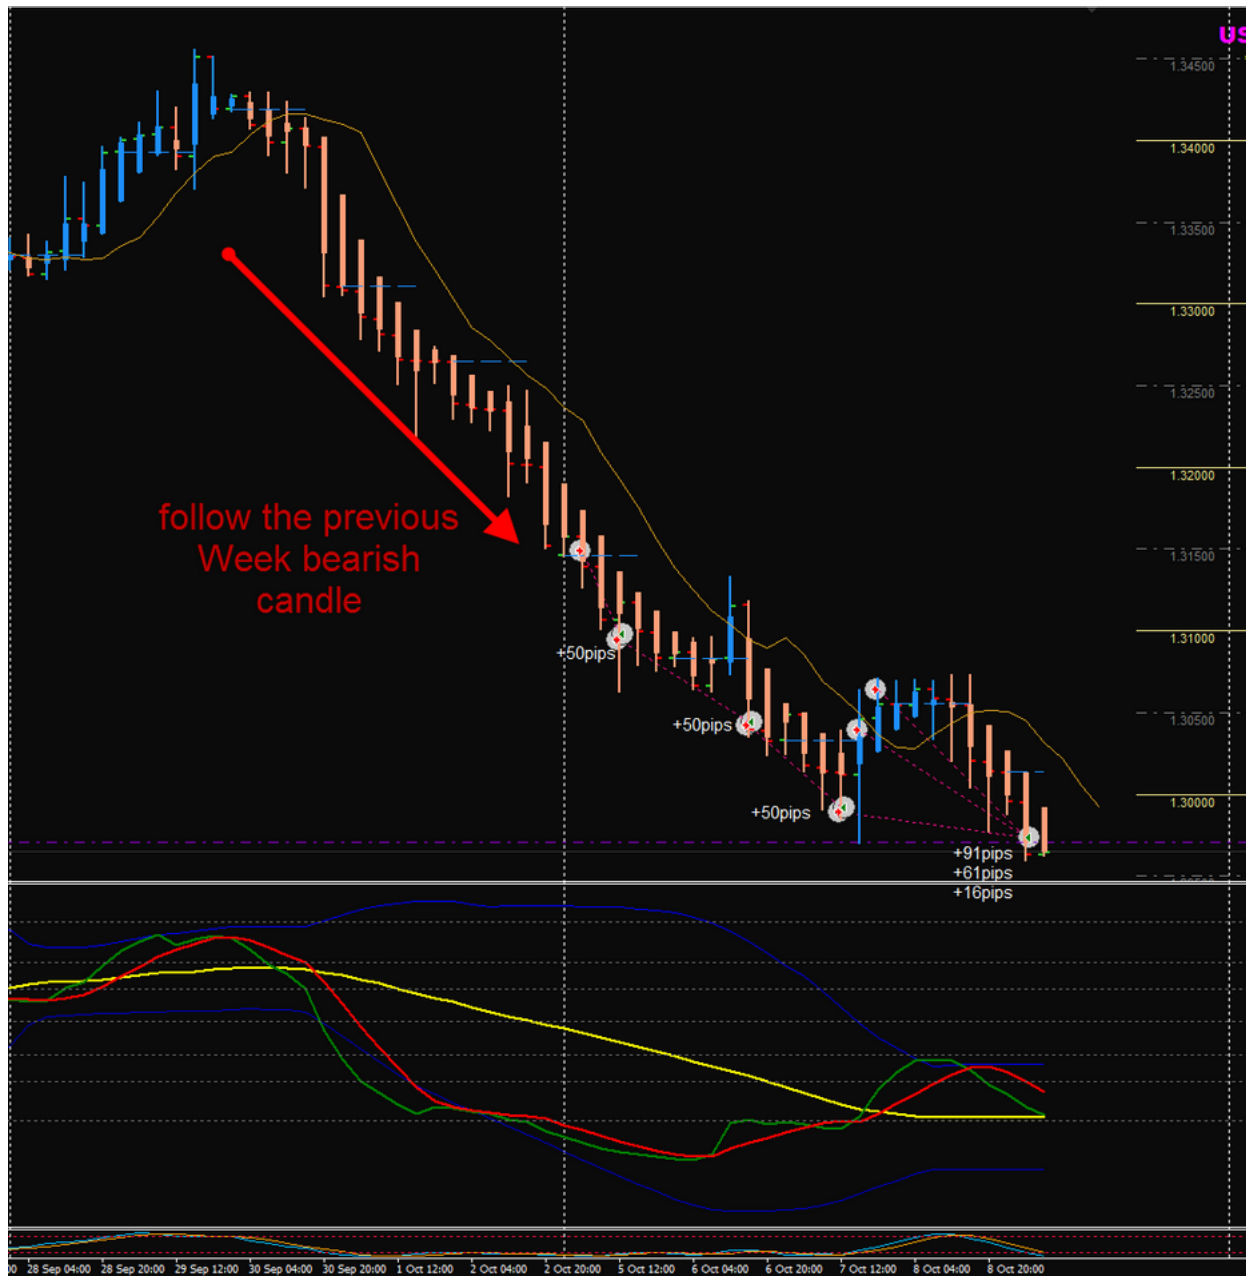 US
1.34500
1.34000
1.33500
1.33000
1.32500
1.32000
1.31500
1.31000
1.30500
1.30000
follow the previous
Week bearish
candle
+50pips
+50pips
+50pips
+91pips
+61pips
+16pips
28 Sep 04:00 28 Sep 20:00 29 Sep 12:00 30 Sep 04:00 30 Sep 20:00 1 Oct 12:00 2 Oct 04:00 2 Oct 20:00 5 Oct 12:00 6 Oct 04:00 6 Oct 20:00 7 Oct 12:00 8 Oct 04:00 8 Oct 20:00